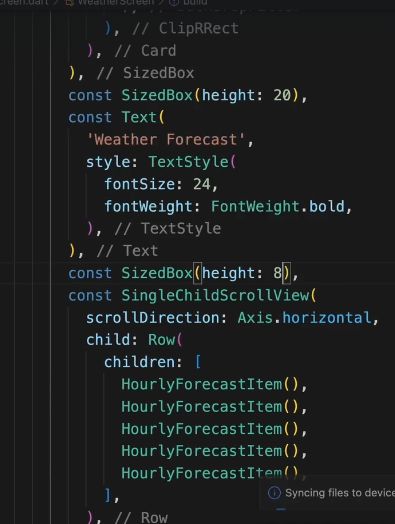 screen.dart > WeatherScreen > build
), // ClipRRect
), // Card
), // SizedBox
const SizedBox(height: 20),
const Text(
'Weather Forecast',
style: TextStyle(
fontSize: 24,
fontWeight: FontWeight.bold,
), // TextStyle
), // Text
const SizedBox(height: 8),
const SingleChildScrollView(
scrollDirection: Axis.horizontal,
child: Row(
children: [
HourlyForecastItem(),
HourlyForecastItem(),
HourlyForecastItem(),
HourlyForecastItem(),
HourlyForecastItem(),
],
Syncing files to device
), // Row